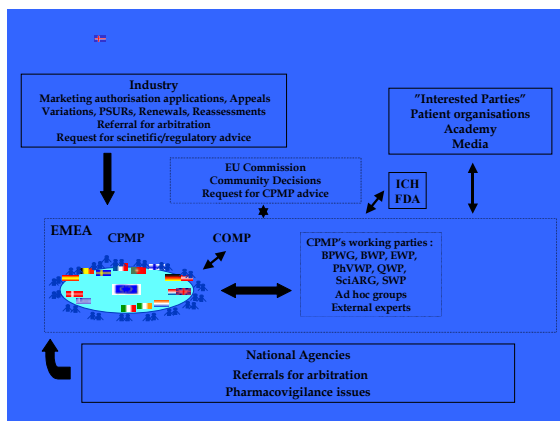 Industry
Marketing authorisation applications, Appeals
Variations, PSURs, Renewals, Reassessments
Referral for arbitration
Request for scinetific/regulatory advice
"Interested Parties"
Patient organisations
Academy
Media
EU Commission
Community Decisions
Request for CPMP advice
ICH
FDA
EMEA
CPMP
COMP
CPMP's working parties :
BPWG, BWP, EWP,
PhVWP, QWP,
SciARG, SWP
Ad hoc groups
External experts
National Agencies
Referrals for arbitration
Pharmacovigilance issues